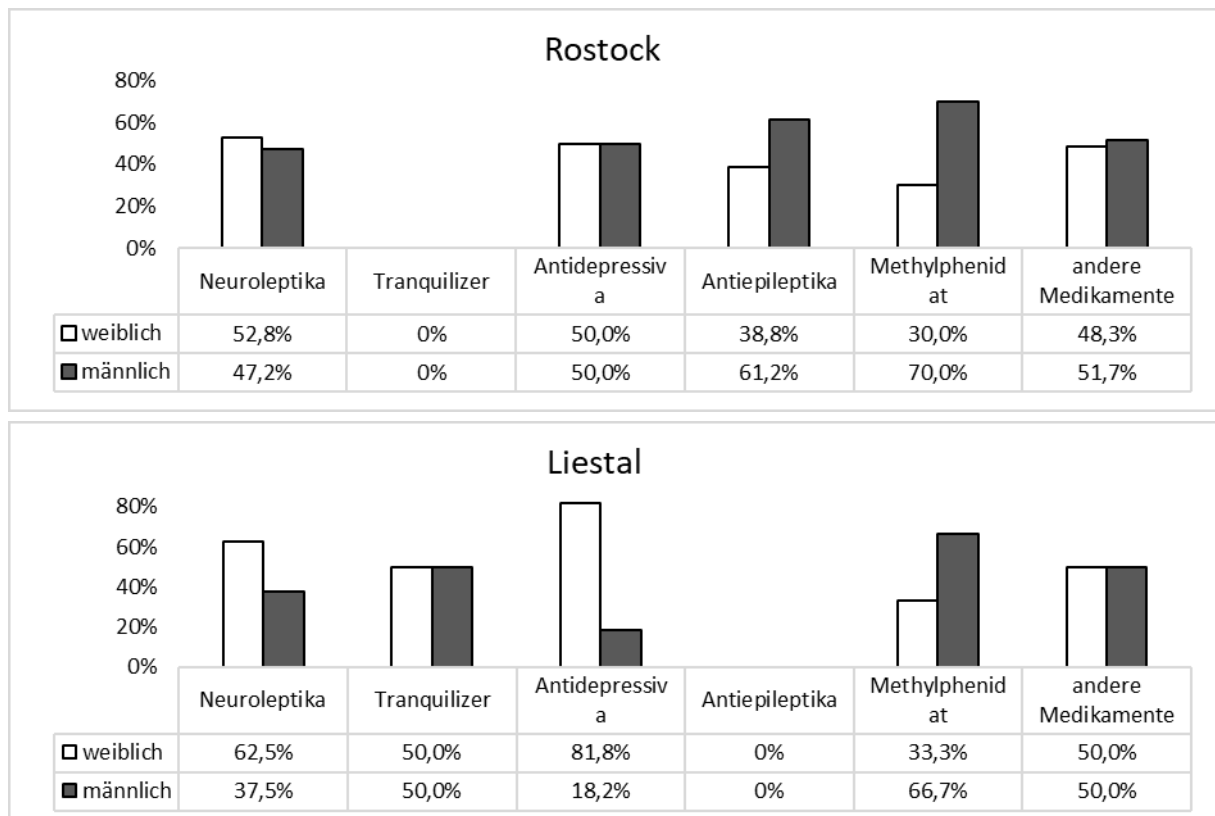 Rostock
80%
60%
40%
20%
0%
Neuroleptika Tranquilizer Antidepressiv
a Antiepileptika Methylphenid
at andere
Medikamente
weiblich 52,8% 0% 50,0% 38,8% 30,0% 48,3%
männlich 47,2% 0% 50,0% 61,2% 70,0% 51,7%
Liestal
80%
60%
40%
20%
0%
Neuroleptika Tranquilizer Antidepressiv
a Antiepileptika Methylphenid
at andere
Medikamente
weiblich 62,5% 50,0% 81,8% 0% 33,3% 50,0%
männlich 37,5% 50,0% 18,2% 0% 66,7% 50,0%